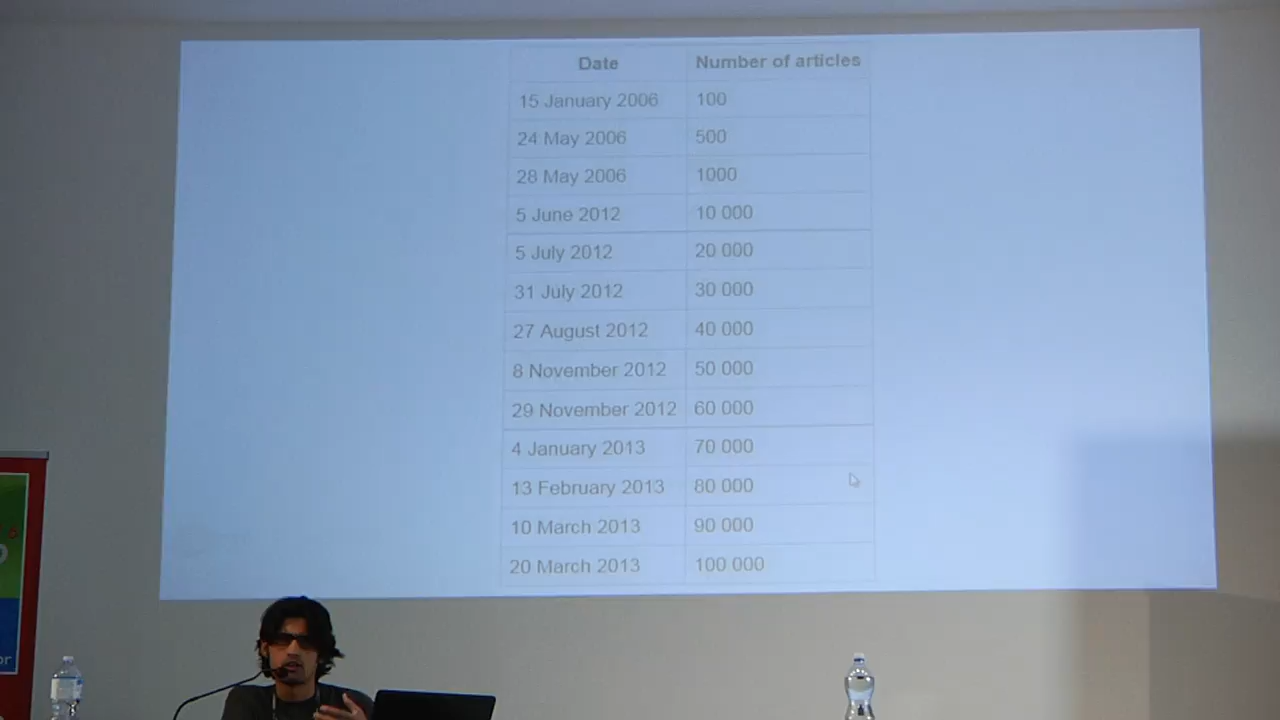 Date Number of articles
15 January 2006 100
24 May 2006 500
28 May 2006 1000
5 June 2012 10 000
5 July 2012 20 000
31 July 2012 30 000
27 August 2012 40 000
8 November 2012 50 000
29 November 2012 60 000
4 January 2013 70 000
13 February 2013 80 000
10 March 2013 90 000
20 March 2013 100 000
or